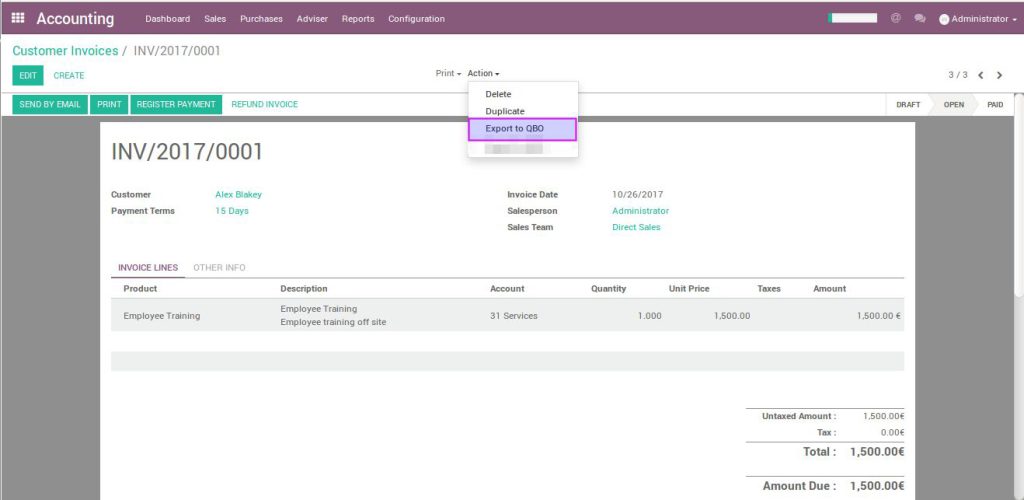 Accounting Dashboard Sales Purchases Adviser Reports Configuration @ Administrator
Customer Invoices / INV/2017/0001
EDIT CREATE Print Action 3 / 3
Delete
Duplicate
Export to QBO
SEND BY EMAIL PRINT REGISTER PAYMENT REFUND INVOICE DRAFT OPEN PAID
INV/2017/0001
Customer Alex Blakey Invoice Date 10/26/2017
Payment Terms 15 Days Salesperson Administrator
Sales Team Direct Sales
INVOICE LINES OTHER INFO
Product Description Account Quantity Unit Price Taxes Amount
Employee Training Employee Training 31 Services 1.000 1,500.00 1,500.00 €
Employee training off site
Untaxed Amount : 1,500.00€
Tax : 0.00€
Total : 1,500.00€
Amount Due : 1,500.00€